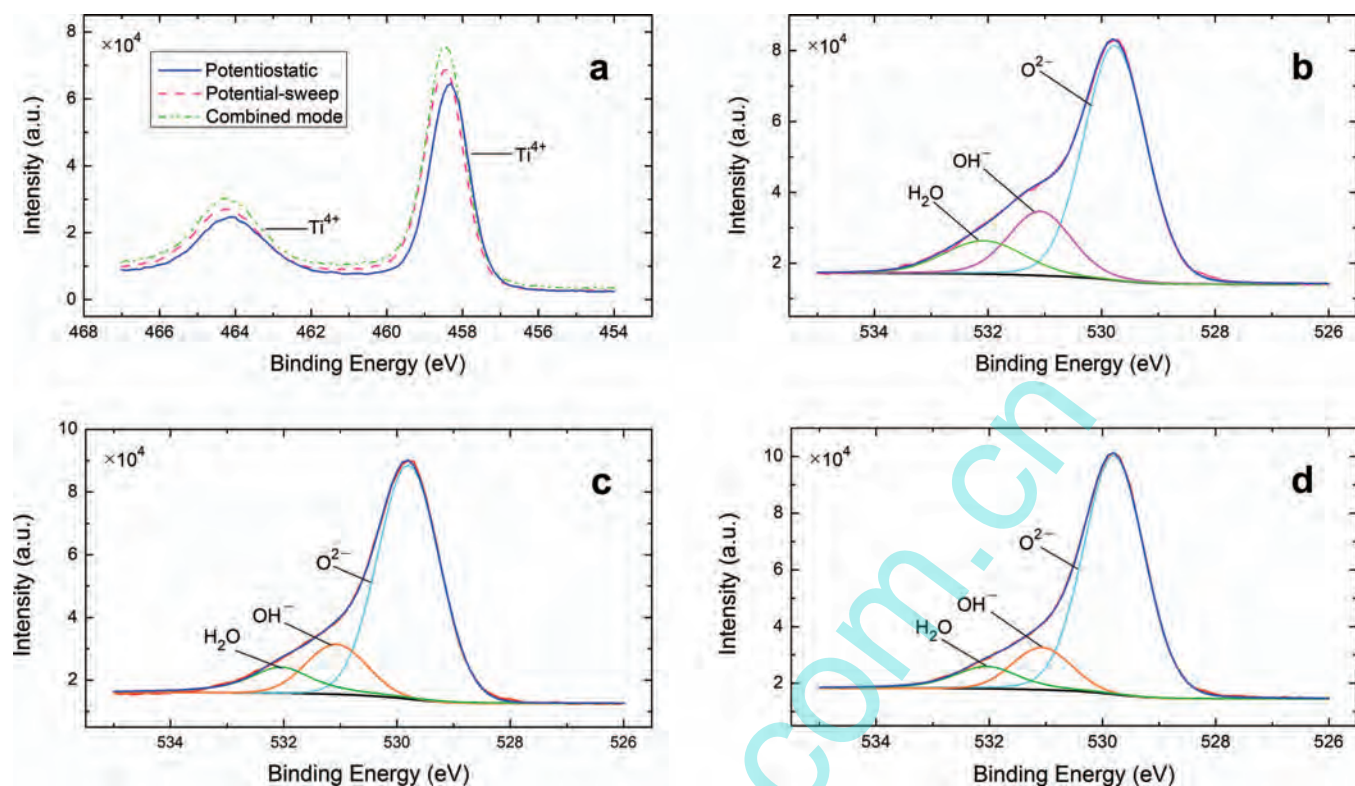 ×10⁴
a
Potentiostatic
Potential-sweep
Combined mode
Ti⁴⁺
Ti⁴⁺
Intensity (a.u.)
8
6
4
2
0
468 466 464 462 460 458 456 454
Binding Energy (eV)
×10⁴
b
O²⁻
OH⁻
H₂O
Intensity (a.u.)
8
6
4
2
534 532 530 528 526
Binding Energy (eV)
×10⁴
c
O²⁻
OH⁻
H₂O
Intensity (a.u.)
10
8
6
4
2
534 532 530 528 526
Binding Energy (eV)
×10⁴
d
O²⁻
OH⁻
H₂O
Intensity (a.u.)
10
8
6
4
2
534 532 530 528 526
Binding Energy (eV)
.com.cn